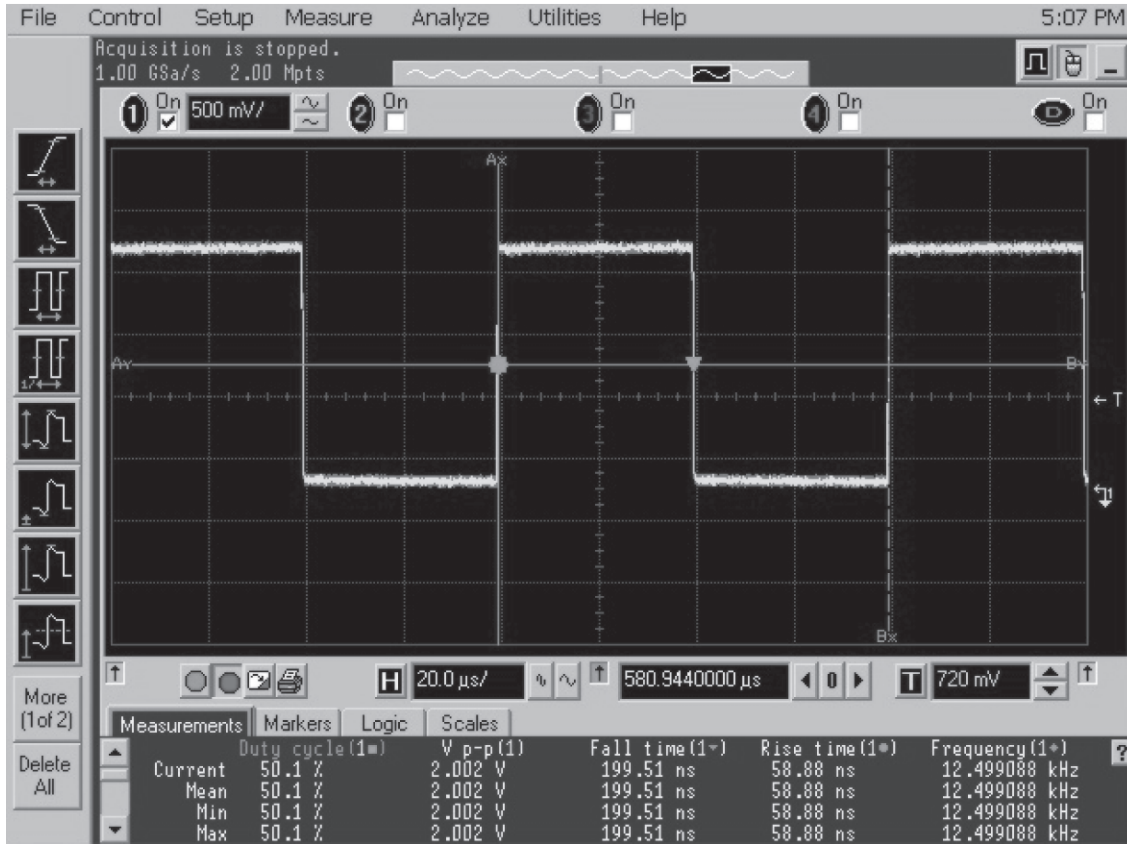 File Control Setup Measure Analyze Utilities Help 5:07 PM
Acquisition is stopped.
1.00 GSa/s 2.00 Mpts
1 On 500 mV/ 2 On 3 On 4 On D On
Ax
Ay By
← T
Bx
H 20.0 µs/ 580.9440000 µs 0 T 720 mV
More
(1of 2)
Delete
All
Measurements Markers Logic Scales
Duty cycle(1■) V p-p(1) Fall time(1▾) Rise time(1●) Frequency(1◆) ?
Current 50.1 % 2.002 V 199.51 ns 58.88 ns 12.499088 kHz
Mean 50.1 % 2.002 V 199.51 ns 58.88 ns 12.499088 kHz
Min 50.1 % 2.002 V 199.51 ns 58.88 ns 12.499088 kHz
Max 50.1 % 2.002 V 199.51 ns 58.88 ns 12.499088 kHz